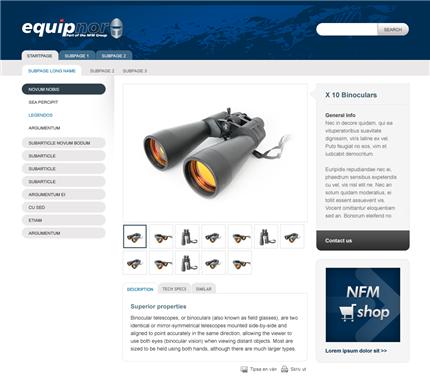 equipnor
Part of the NFM Group
SEARCH
STARTPAGE
SUBPAGE 1
SUBPAGE 2
SUBPAGE LONG NAME
SUBPAGE 2
SUBPAGE 3
NOVUM NOBIS
SEA PERCIPIT
LEGENDOS
ARGUMENTUM
SUBARTICLE NOVUM BODUM
SUBARTICLE
SUBARTICLE
SUBARTICLE
ARGUMENTUM EI
CU SED
ETIAM
ARGUMENTUM
X 10 Binoculars
General info
Nec in decore quidam, qui ea
vituperatoribus suavitate
dignissim, viris latine ex vel.
Puto feugiat no eos, vim et
iudicabit democritum.
Euripidis repudiandae nec ei,
phaedrum sensibus expetendis
cu vel, vis nisl elit ne. Nec an
solum quidam moderatius, ei
tollit essent assueverit vis.
Vocent omittantur eloquentiam
sed an. Bonorum eleifend no
Contact us
DESCRIPTION
TECH SPECS
SIMILAR
Superior properties
Binocular telescopes, or binoculars (also known as field glasses), are two
identical or mirror-symmetrical telescopes mounted side-by-side and
aligned to point accurately in the same direction, allowing the viewer to
use both eyes (binocular vision) when viewing distant objects. Most are
sized to be held using both hands, although there are much larger types.
Tipsa en vän
Skriv ut
NFM
shop
Lorem ipsum dolor sit >>